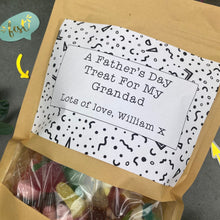 A Father's Day
Treat For My
Grandad
Lots of love, William X